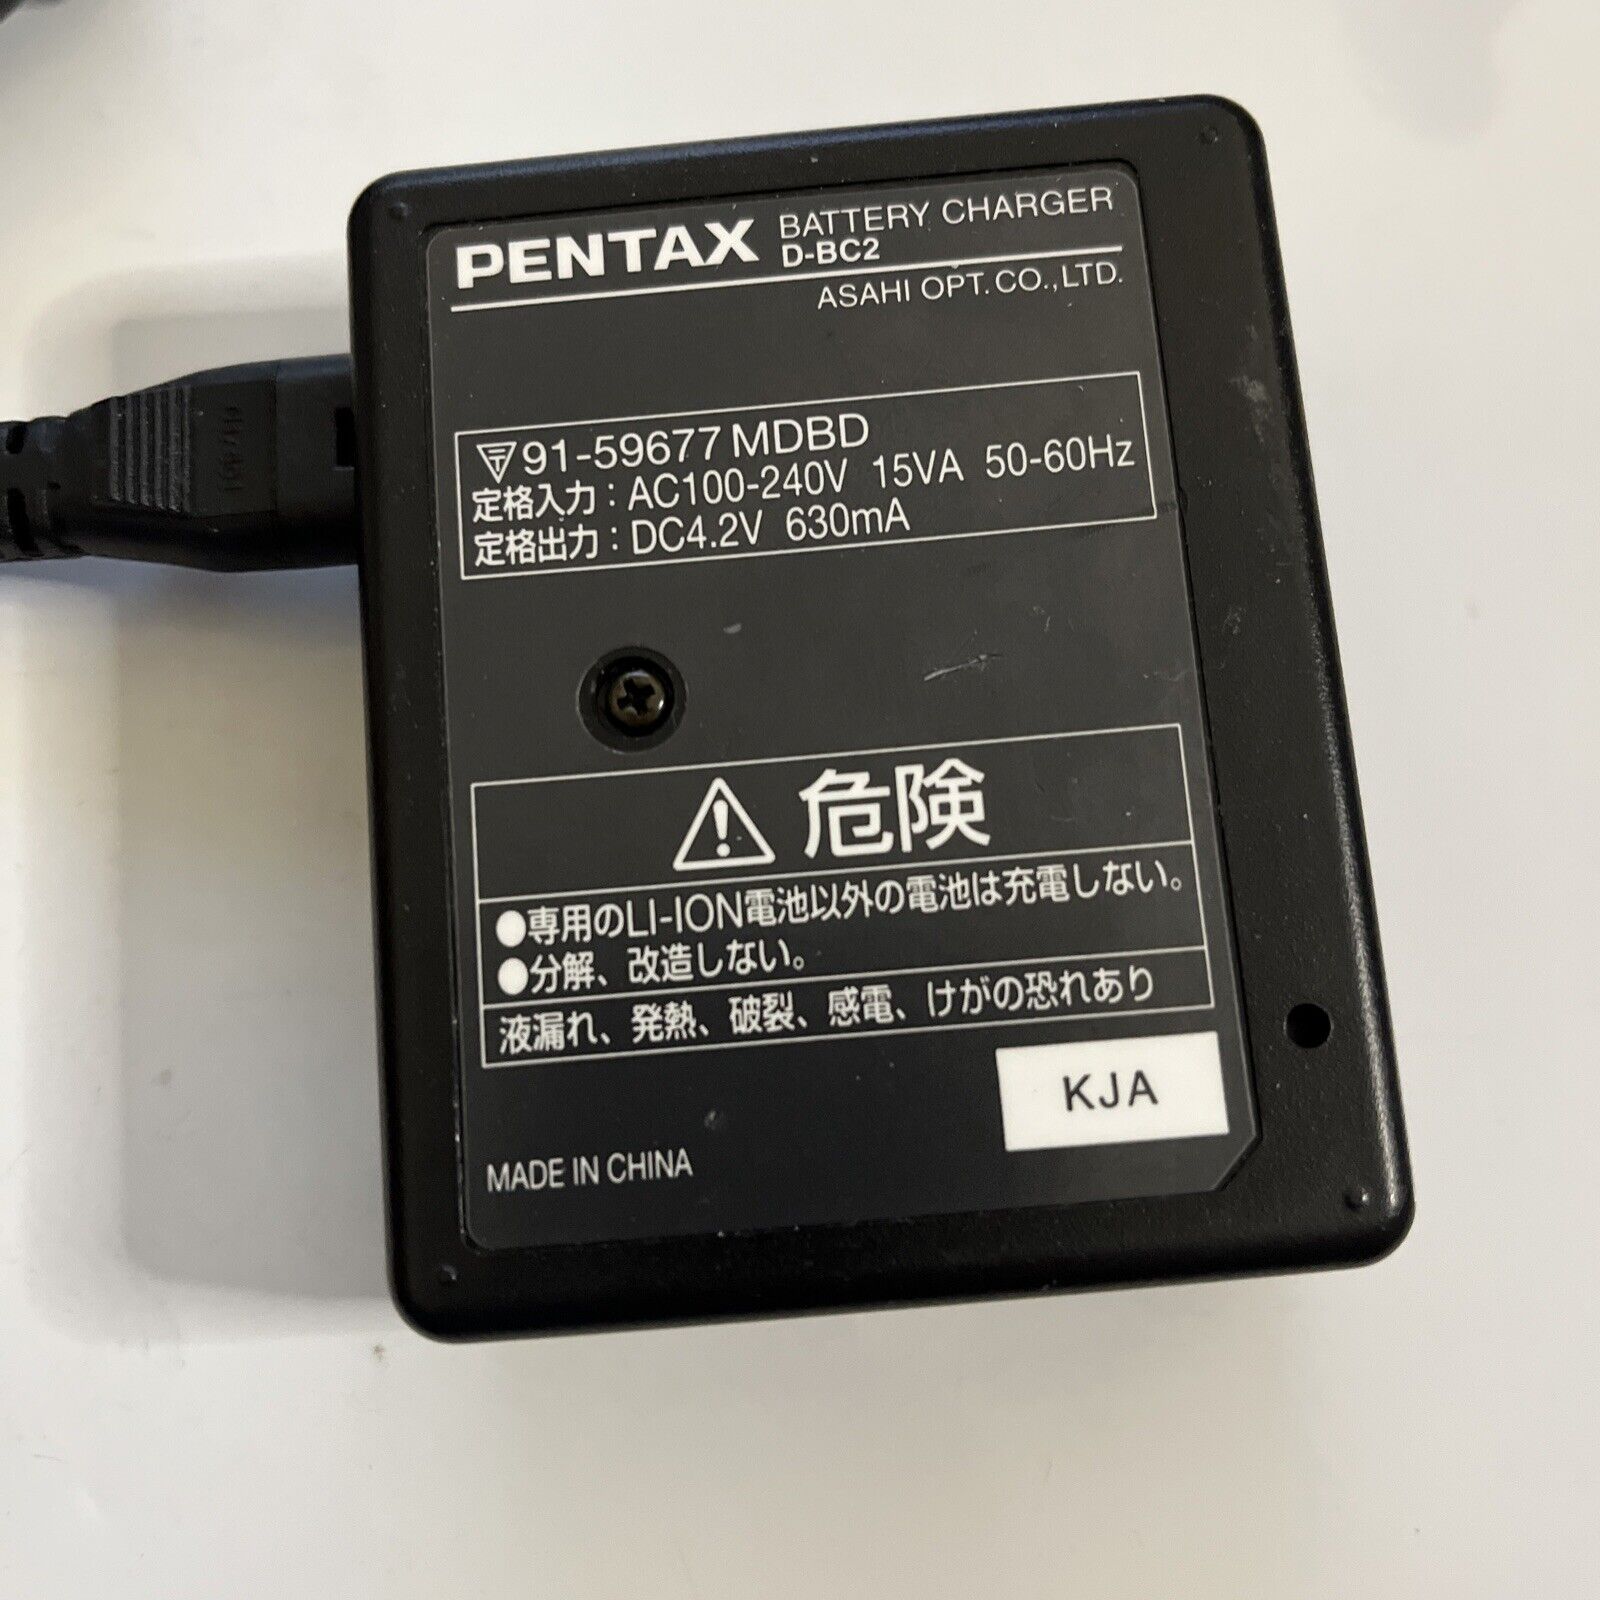 PENTAX BATTERY CHARGER
D-BC2
ASAHI OPT.CO.,LTD.
91-59677 MDBD
定格入力：AC100-240V 15VA 50-60Hz
定格出力：DC4.2V 630mA
危険
●専用のLI-ION電池以外の電池は充電しない。
●分解、改造しない。
液漏れ、発熱、破裂、感電、けがの恐れあり
KJA
MADE IN CHINA